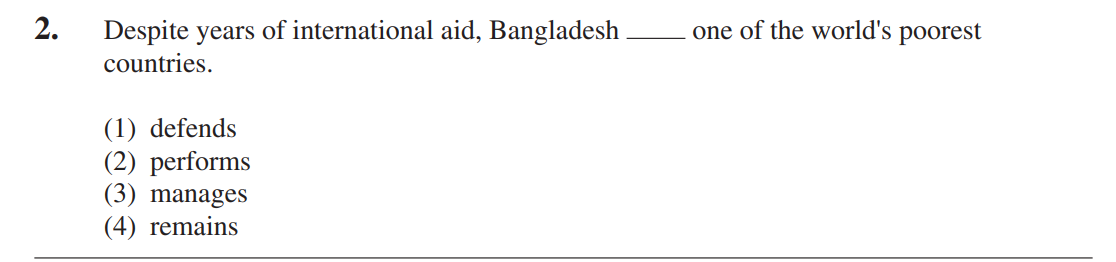 2. Despite years of international aid, Bangladesh ____ one of the world's poorest
countries.
(1) defends
(2) performs
(3) manages
(4) remains